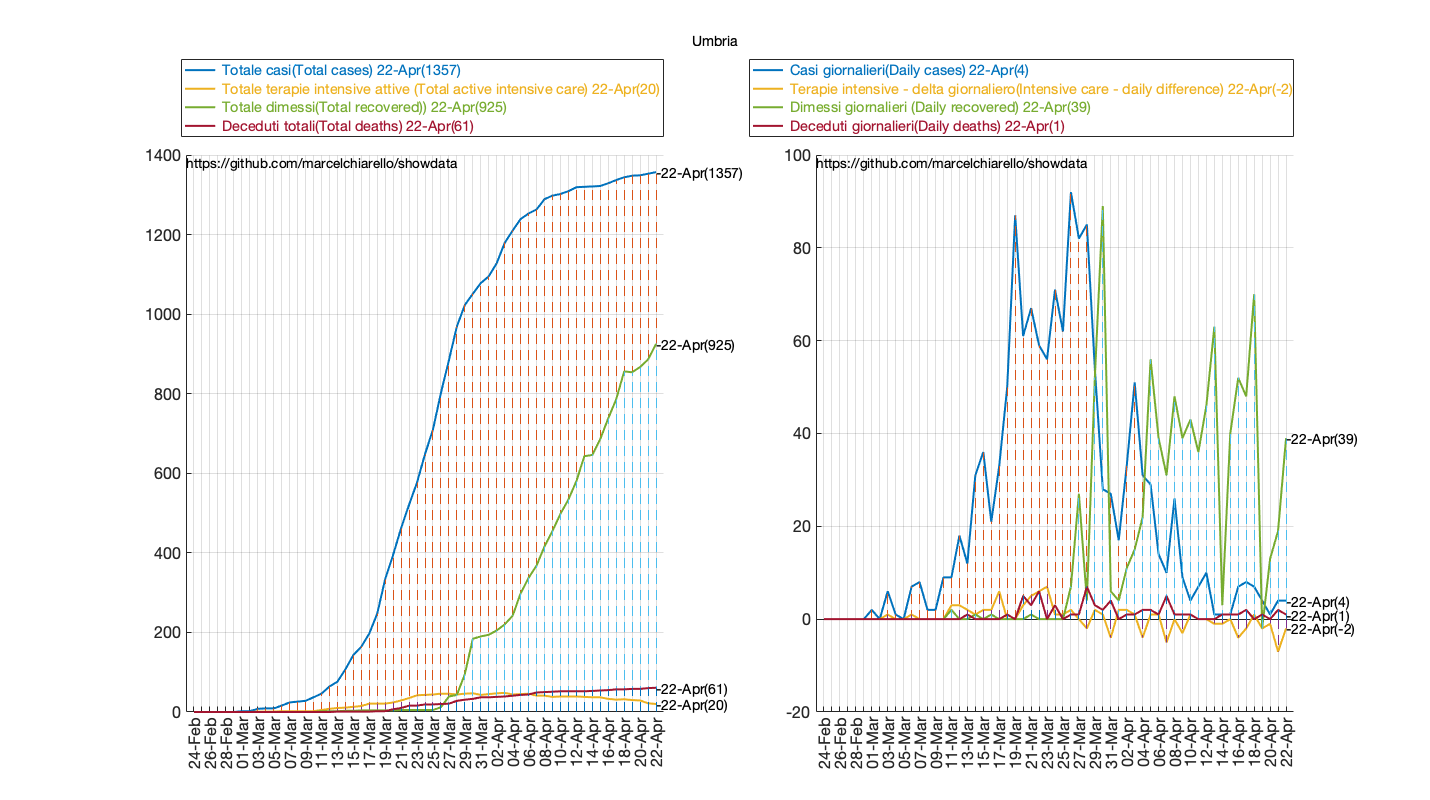 Umbria
Totale casi(Total cases) 22-Apr(1357)
Totale terapie intensive attive (Total active intensive care) 22-Apr(20)
Totale dimessi(Total recovered)) 22-Apr(925)
Deceduti totali(Total deaths) 22-Apr(61)
https://github.com/marcelchiarello/showdata
1400
1200
1000
800
600
400
200
0
22-Apr(1357)
22-Apr(925)
22-Apr(61)
22-Apr(20)
24-Feb
26-Feb
28-Feb
01-Mar
03-Mar
05-Mar
07-Mar
09-Mar
11-Mar
13-Mar
15-Mar
17-Mar
19-Mar
21-Mar
23-Mar
25-Mar
27-Mar
29-Mar
31-Mar
02-Apr
04-Apr
06-Apr
08-Apr
10-Apr
12-Apr
14-Apr
16-Apr
18-Apr
20-Apr
22-Apr
Casi giornalieri(Daily cases) 22-Apr(4)
Terapie intensive - delta giornaliero(Intensive care - daily difference) 22-Apr(-2)
Dimessi giornalieri (Daily recovered) 22-Apr(39)
Deceduti giornalieri(Daily deaths) 22-Apr(1)
https://github.com/marcelchiarello/showdata
100
80
60
40
20
0
-20
22-Apr(39)
22-Apr(4)
22-Apr(1)
22-Apr(-2)
24-Feb
26-Feb
28-Feb
01-Mar
03-Mar
05-Mar
07-Mar
09-Mar
11-Mar
13-Mar
15-Mar
17-Mar
19-Mar
21-Mar
23-Mar
25-Mar
27-Mar
29-Mar
31-Mar
02-Apr
04-Apr
06-Apr
08-Apr
10-Apr
12-Apr
14-Apr
16-Apr
18-Apr
20-Apr
22-Apr